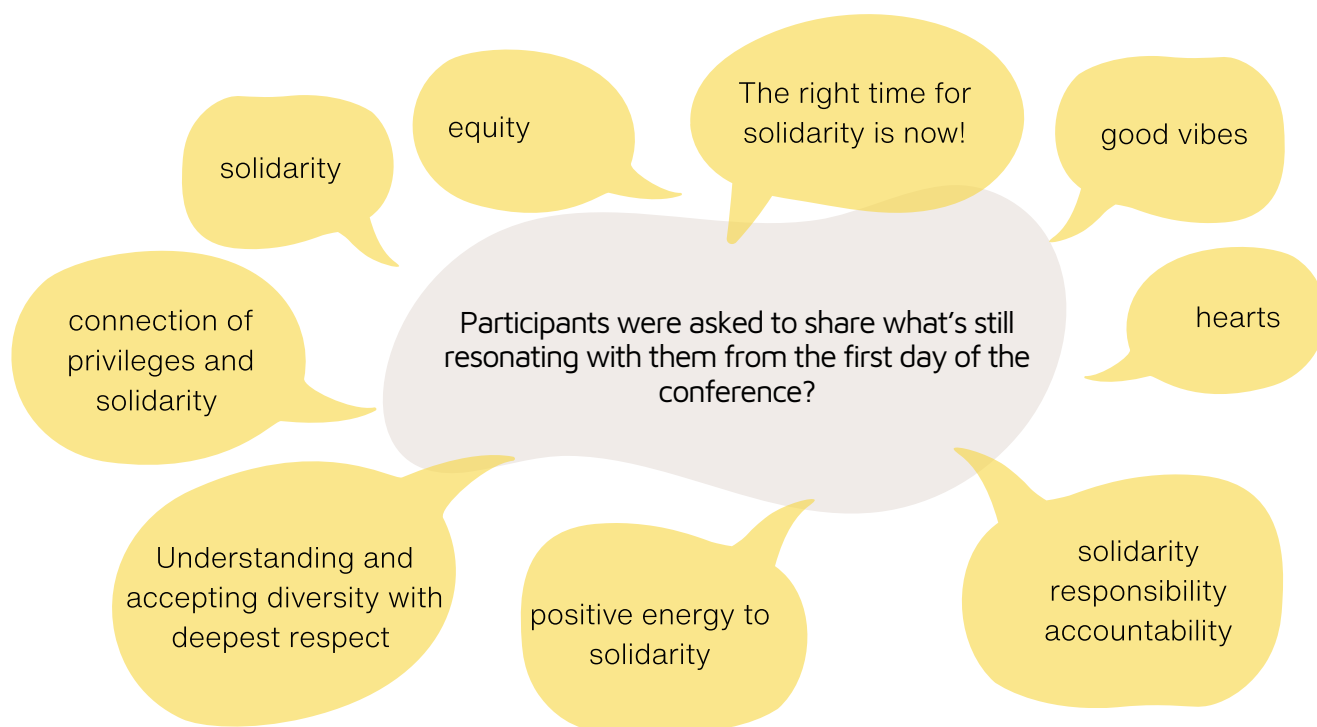 The right time for
solidarity is now!
equity
good vibes
solidarity
connection of
privileges and
solidarity
Participants were asked to share what’s still
resonating with them from the first day of the
conference?
hearts
Understanding and
accepting diversity with
deepest respect
positive energy to
solidarity
solidarity
responsibility
accountability